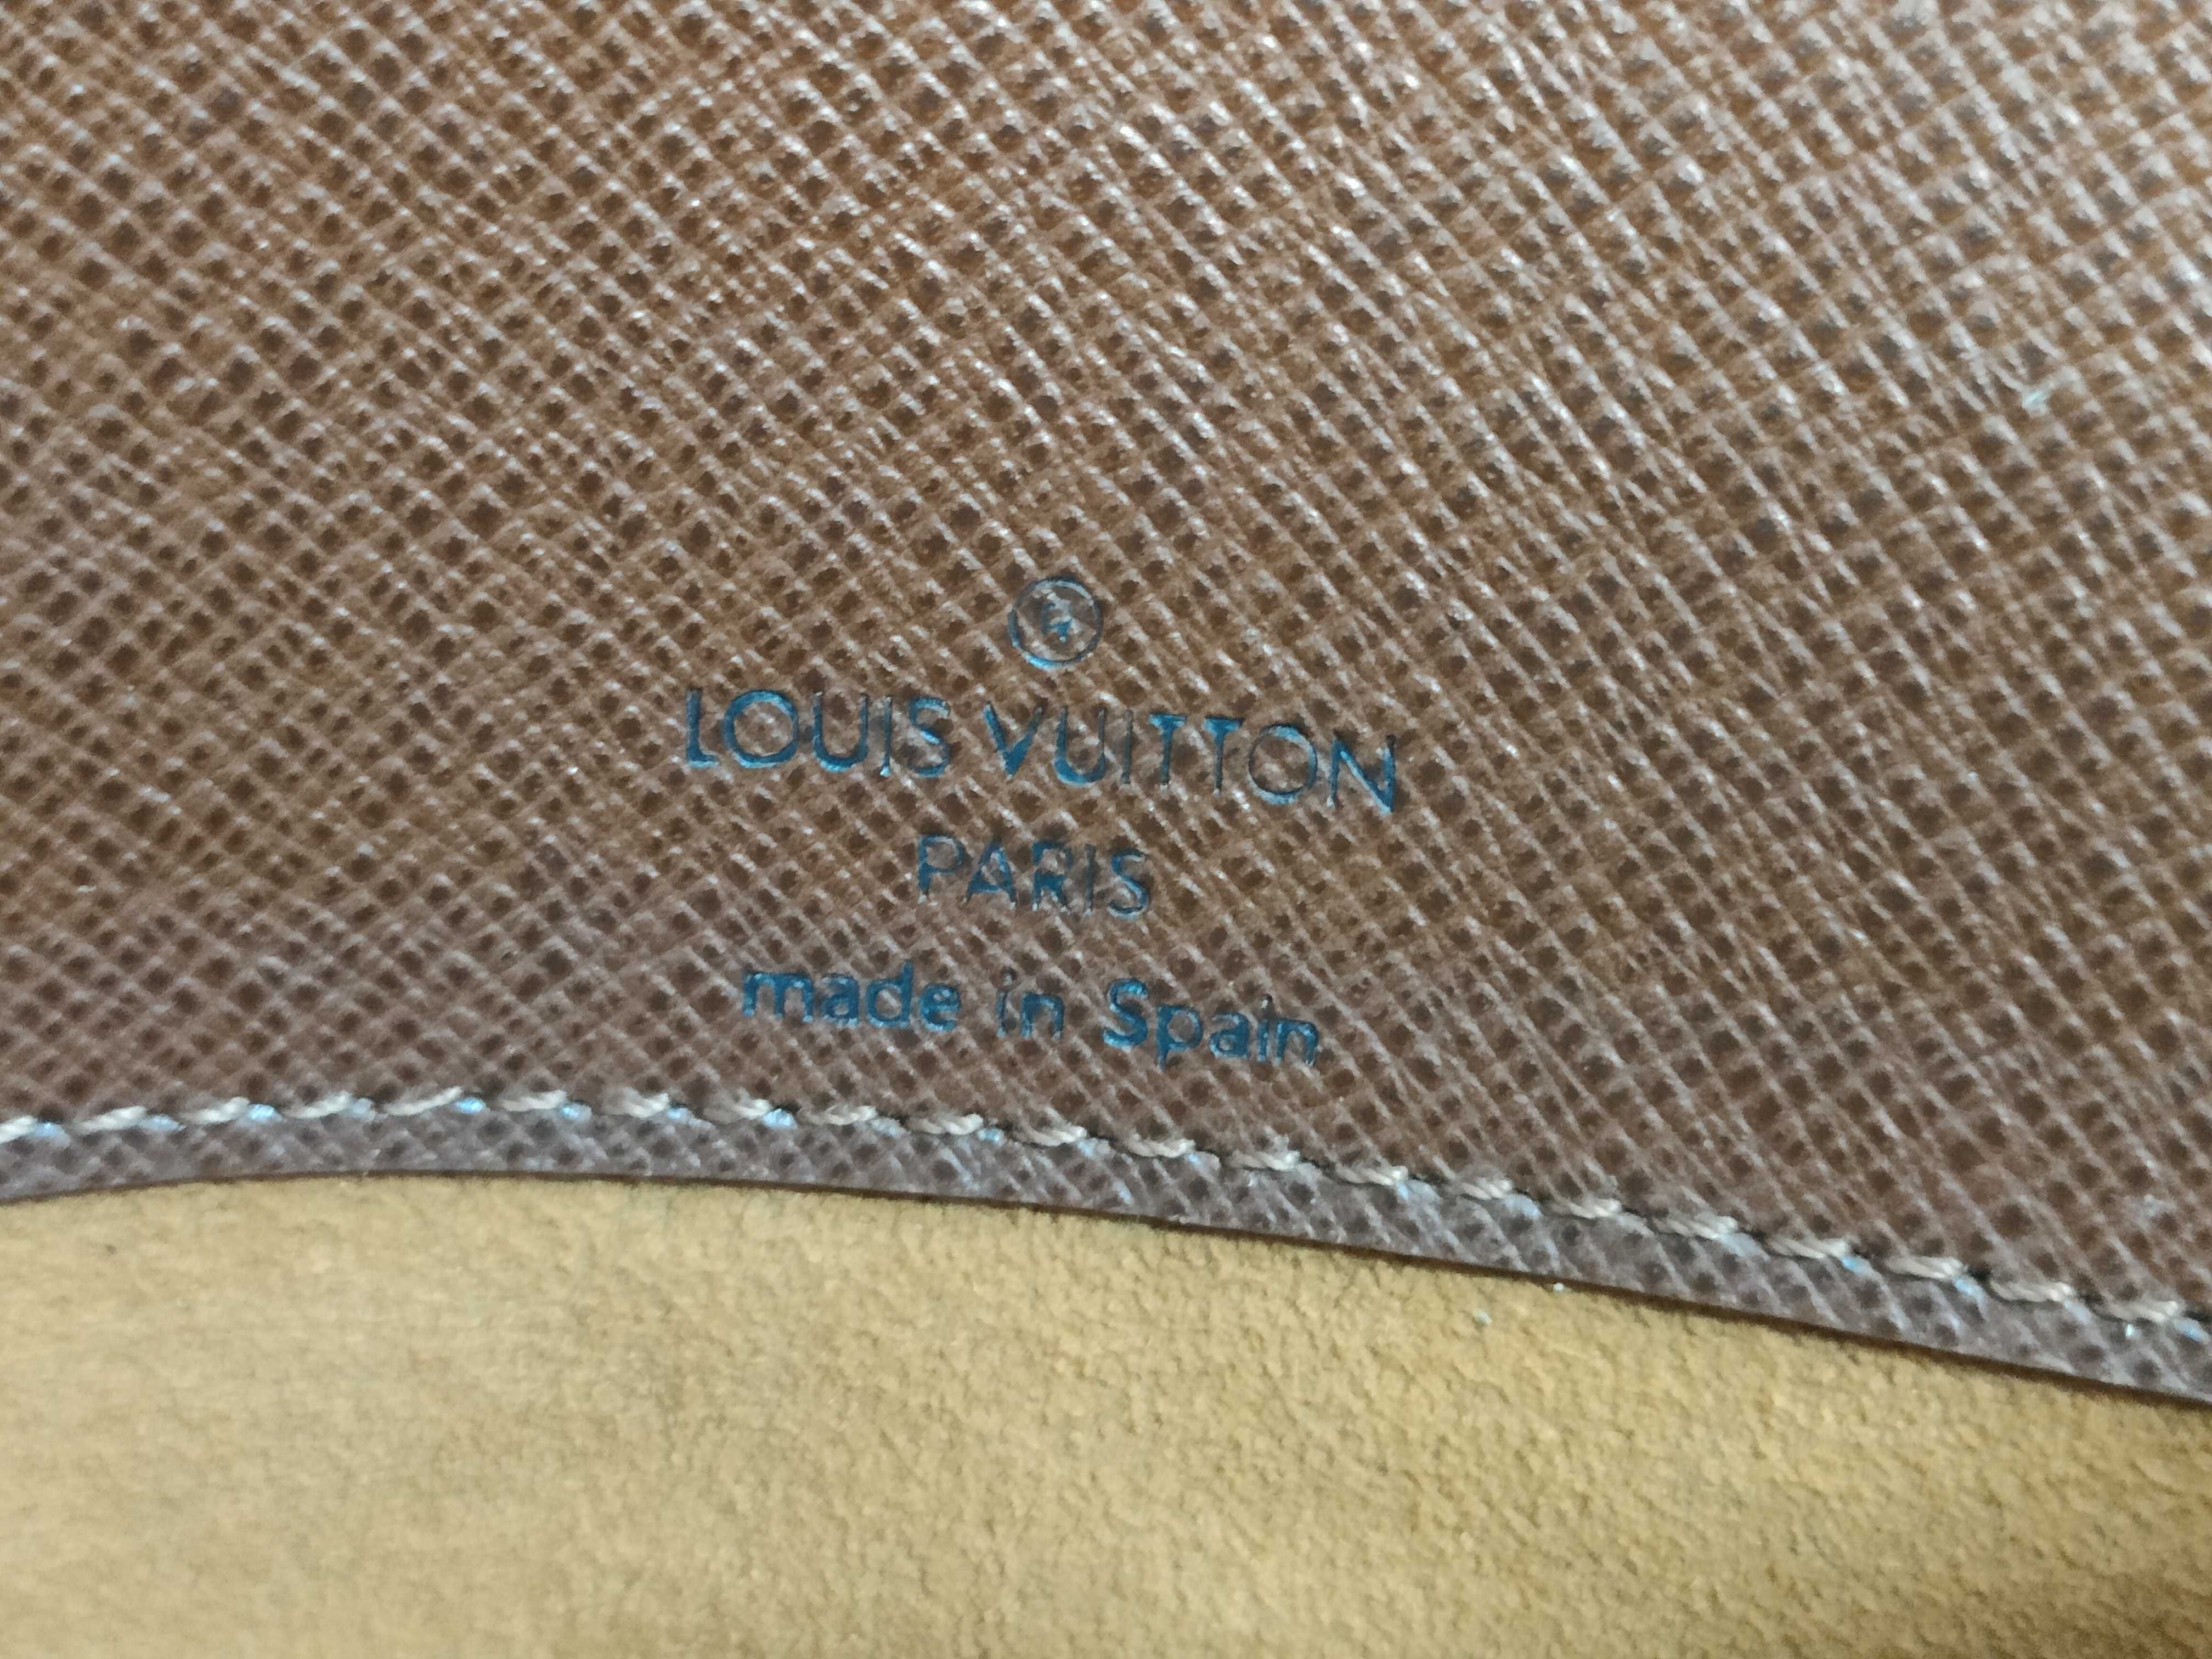 ®
LOUIS VUITTON
PARIS
made in Spain